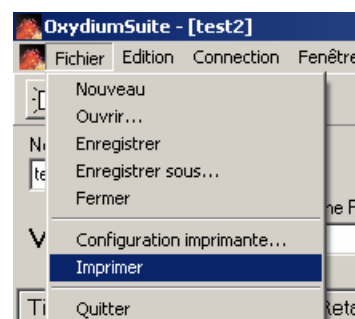 OxydiumSuite - [test2]
Fichier Edition Connection Fenêtre
Nouveau
Ouvrir...
Enregistrer
Enregistrer sous...
Fermer
Configuration imprimante...
Imprimer
Quitter